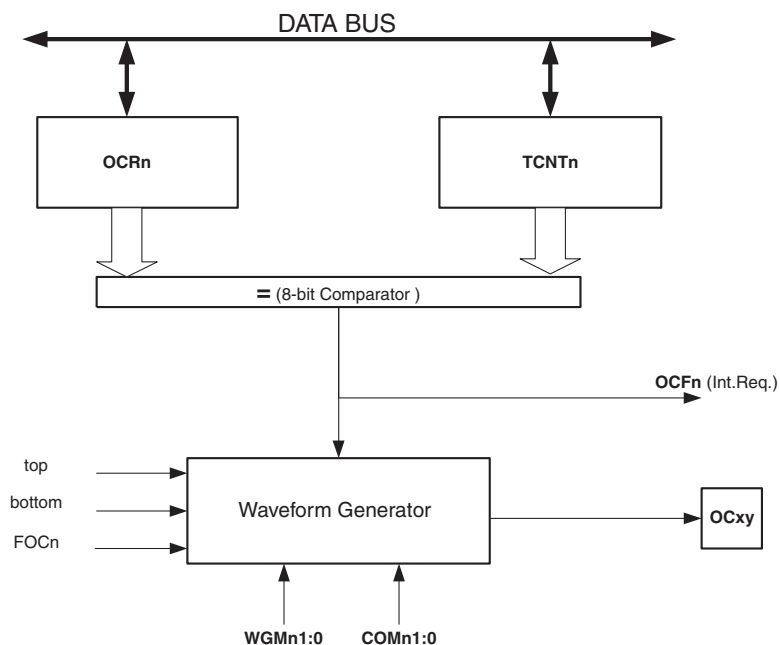 DATA BUS
OCRn
TCNTn
= (8-bit Comparator )
OCFn (Int.Req.)
top
bottom
FOCn
Waveform Generator
OCxy
WGMn1:0
COMn1:0